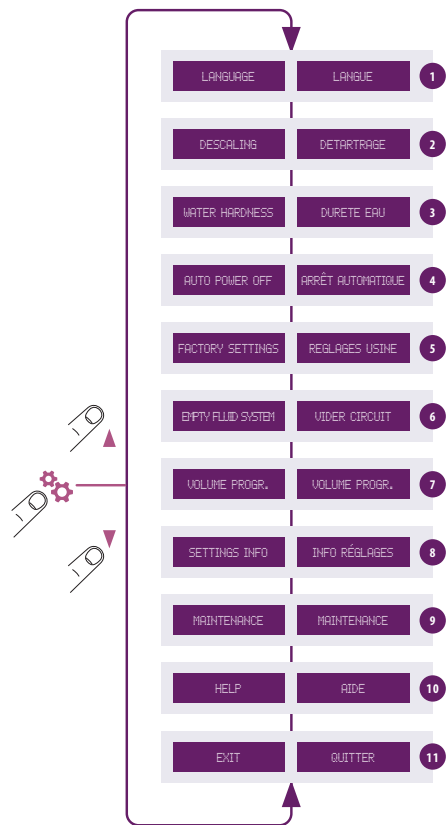 LANGUAGE LANGUE 1
DESCALING DETARTRAGE 2
WATER HARDNESS DURETE EAU 3
AUTO POWER OFF ARRÊT AUTOMATIQUE 4
FACTORY SETTINGS REGLAGES USINE 5
EMPTY FLUID SYSTEM VIDER CIRCUIT 6
VOLUME PROGR. VOLUME PROGR. 7
SETTINGS INFO INFO RÉGLAGES 8
MAINTENANCE MAINTENANCE 9
HELP AIDE 10
EXIT QUITTER 11